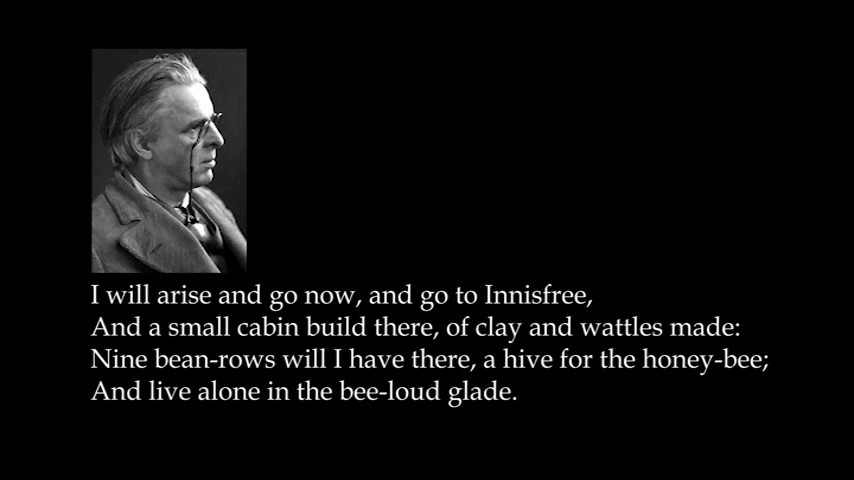 I will arise and go now, and go to Innisfree,
And a small cabin build there, of clay and wattles made:
Nine bean-rows will I have there, a hive for the honey-bee;
And live alone in the bee-loud glade.